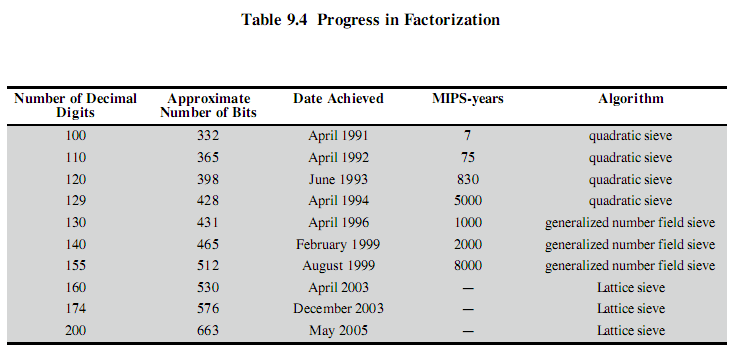 Table 9.4 Progress in Factorization
Number of Decimal Digits Approximate Number of Bits Date Achieved MIPS-years Algorithm
100 332 April 1991 7 quadratic sieve
110 365 April 1992 75 quadratic sieve
120 398 June 1993 830 quadratic sieve
129 428 April 1994 5000 quadratic sieve
130 431 April 1996 1000 generalized number field sieve
140 465 February 1999 2000 generalized number field sieve
155 512 August 1999 8000 generalized number field sieve
160 530 April 2003 — Lattice sieve
174 576 December 2003 — Lattice sieve
200 663 May 2005 — Lattice sieve